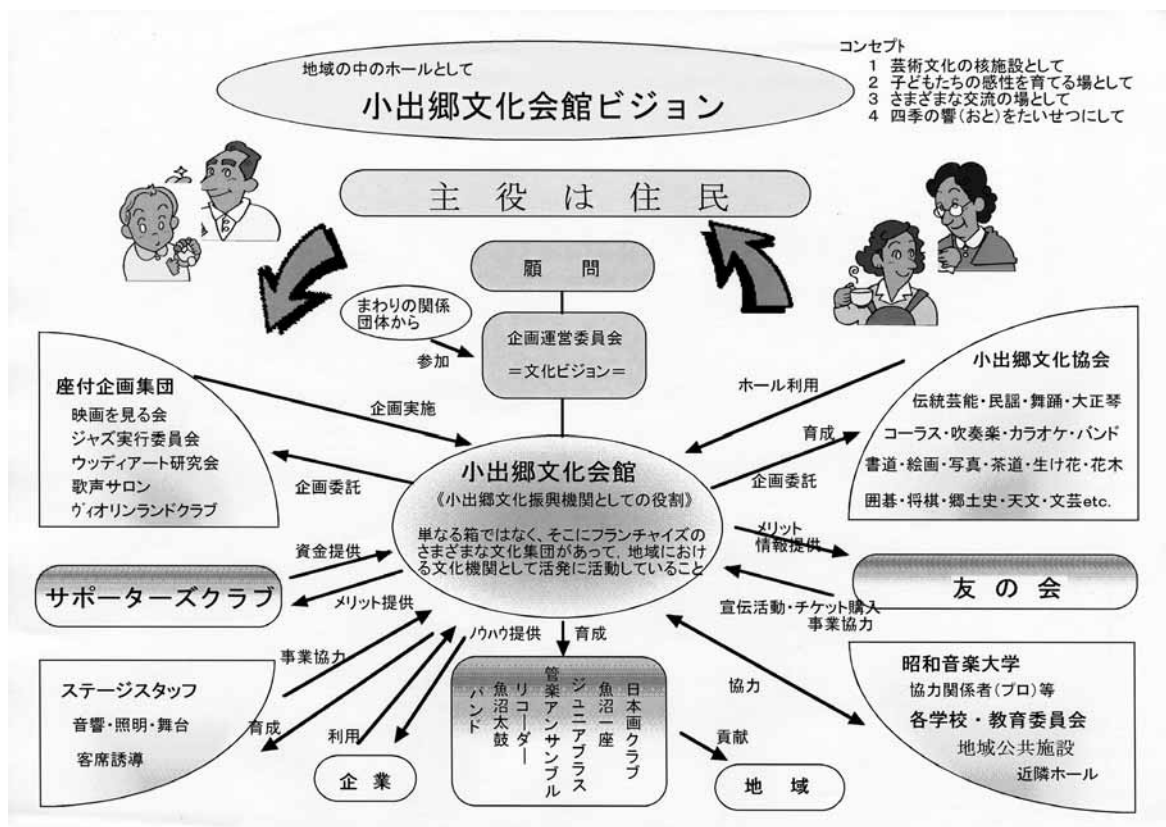 地域の中のホールとして
小出郷文化会館ビジョン
コンセプト
1 芸術文化の核施設として
2 子どもたちの感性を育てる場として
3 さまざまな交流の場として
4 四季の響(おと)をたいせつにして
主役は住民
顧問
まわりの関係
団体から
参加
企画運営委員会
=文化ビジョン=
座付企画集団
映画を見る会
ジャズ実行委員会
ウッディアート研究会
歌声サロン
ヴィオリンランドクラブ
企画実施
企画委託
ホール利用
育成
企画委託
小出郷文化協会
伝統芸能・民謡・舞踊・大正琴
コーラス・吹奏楽・カラオケ・バンド
書道・絵画・写真・茶道・生け花・花木
囲碁・将棋・郷土史・天文・文芸etc.
小出郷文化会館
《小出郷文化振興機関としての役割》
単なる箱ではなく、そこにフランチャイズの
さまざまな文化集団があって、地域におけ
る文化機関として活発に活動していること
資金提供
サポーターズクラブ
メリット提供
メリット
情報提供
友の会
宣伝活動・チケット購入
事業協力
ステージスタッフ
音響・照明・舞台
客席誘導
事業協力
育成
利用
ノウハウ提供
企業
育成
日本画クラブ
魚沼一座
ジュニアブラス
管楽アンサンブル
リコーダー
魚沼太鼓
バンド
貢献
地域
協力
昭和音楽大学
協力関係者(プロ)等
各学校・教育委員会
地域公共施設
近隣ホール